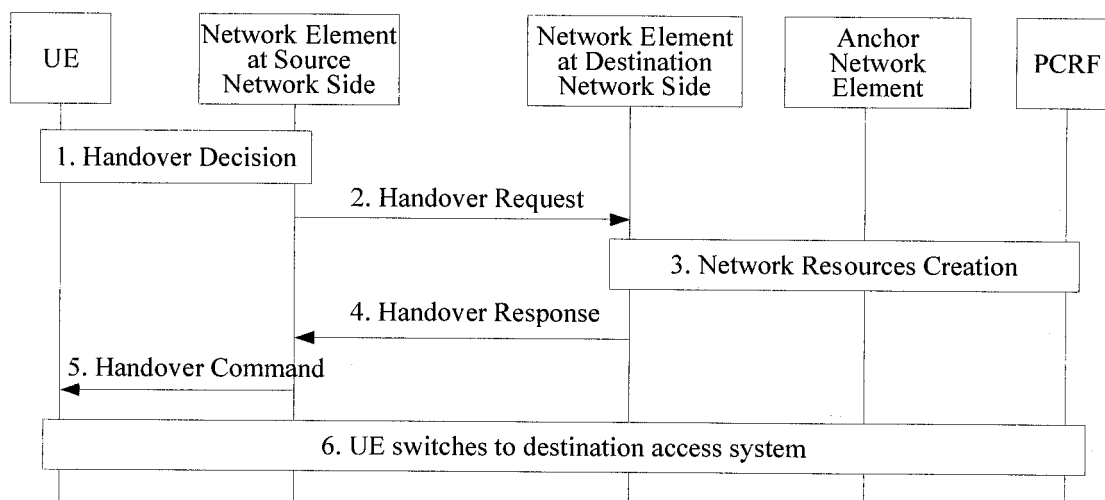 UE
Network Element
at Source
Network Side
Network Element
at Destination
Network Side
Anchor
Network
Element
PCRF
1. Handover Decision
2. Handover Request
3. Network Resources Creation
4. Handover Response
5. Handover Command
6. UE switches to destination access system